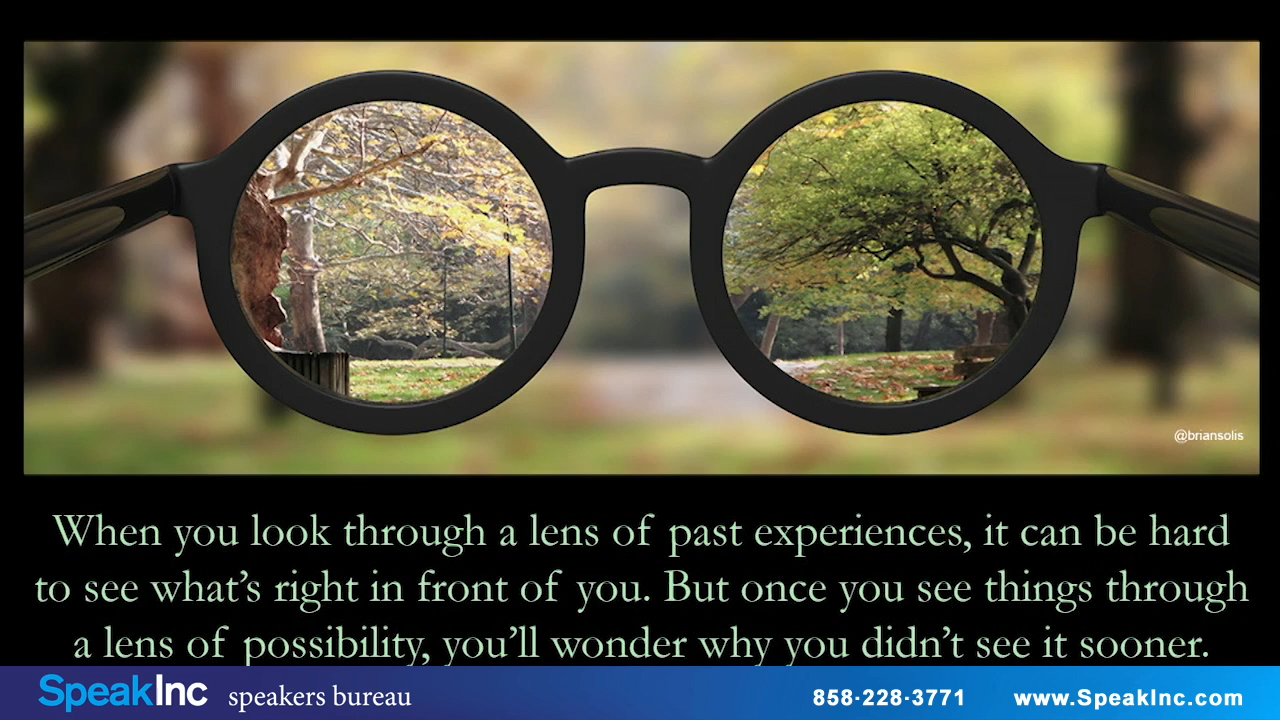 @briansolis
When you look through a lens of past experiences, it can be hard
to see what's right in front of you. But once you see things through
a lens of possibility, you'll wonder why you didn't see it sooner.
SpeakInc speakers bureau 858-228-3771 www.SpeakInc.com